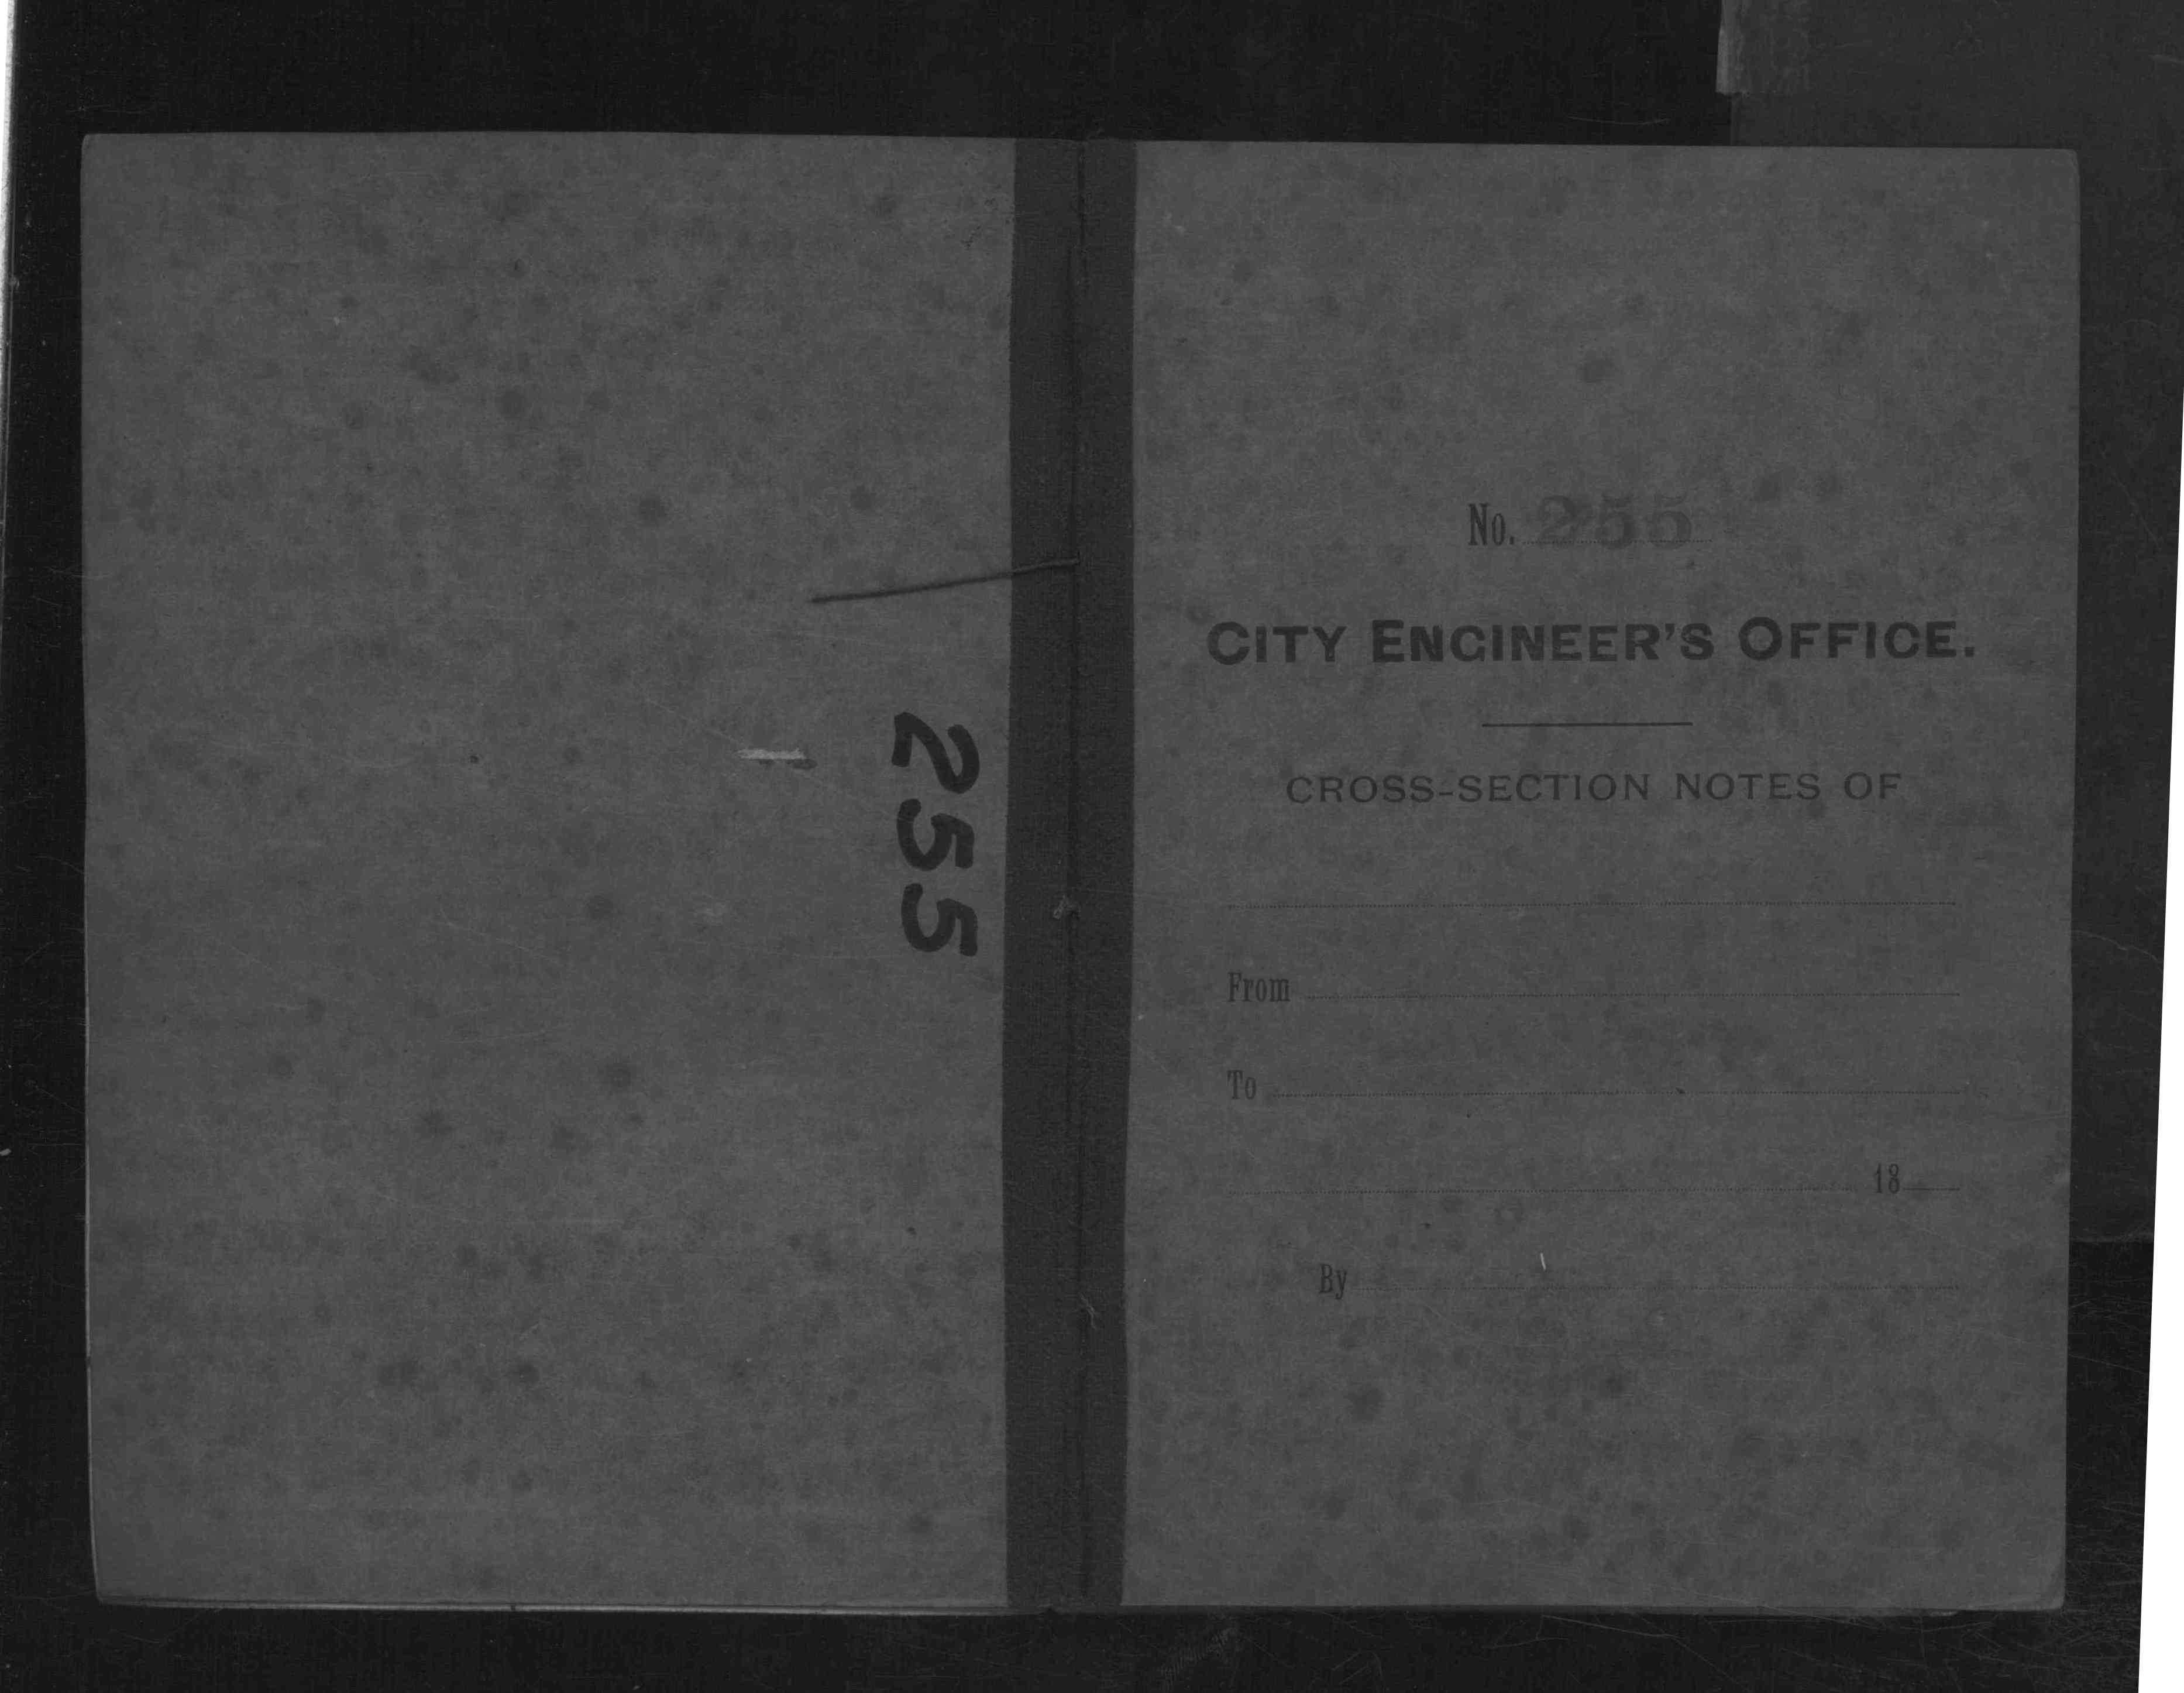 255
No. 255
CITY ENGINEER'S OFFICE.
CROSS-SECTION NOTES OF
From
To
18
By